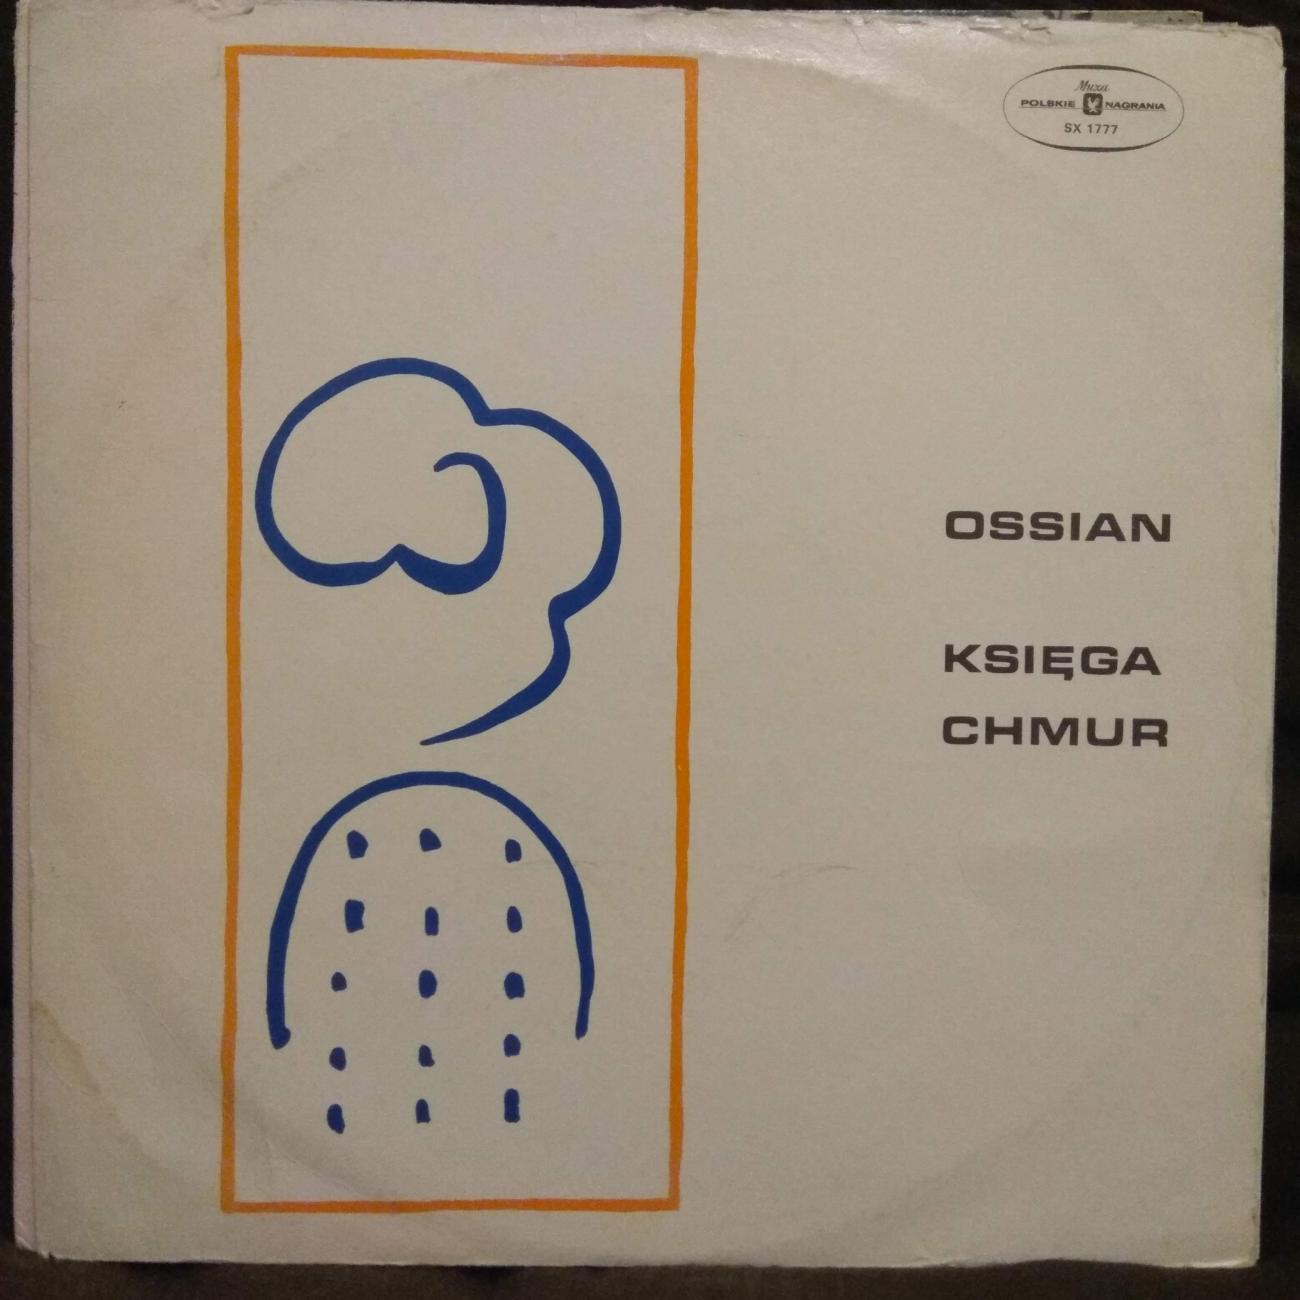 Muza
POLSKIE NAGRANIA
SX 1777
OSSIAN
KSIĘGA
CHMUR